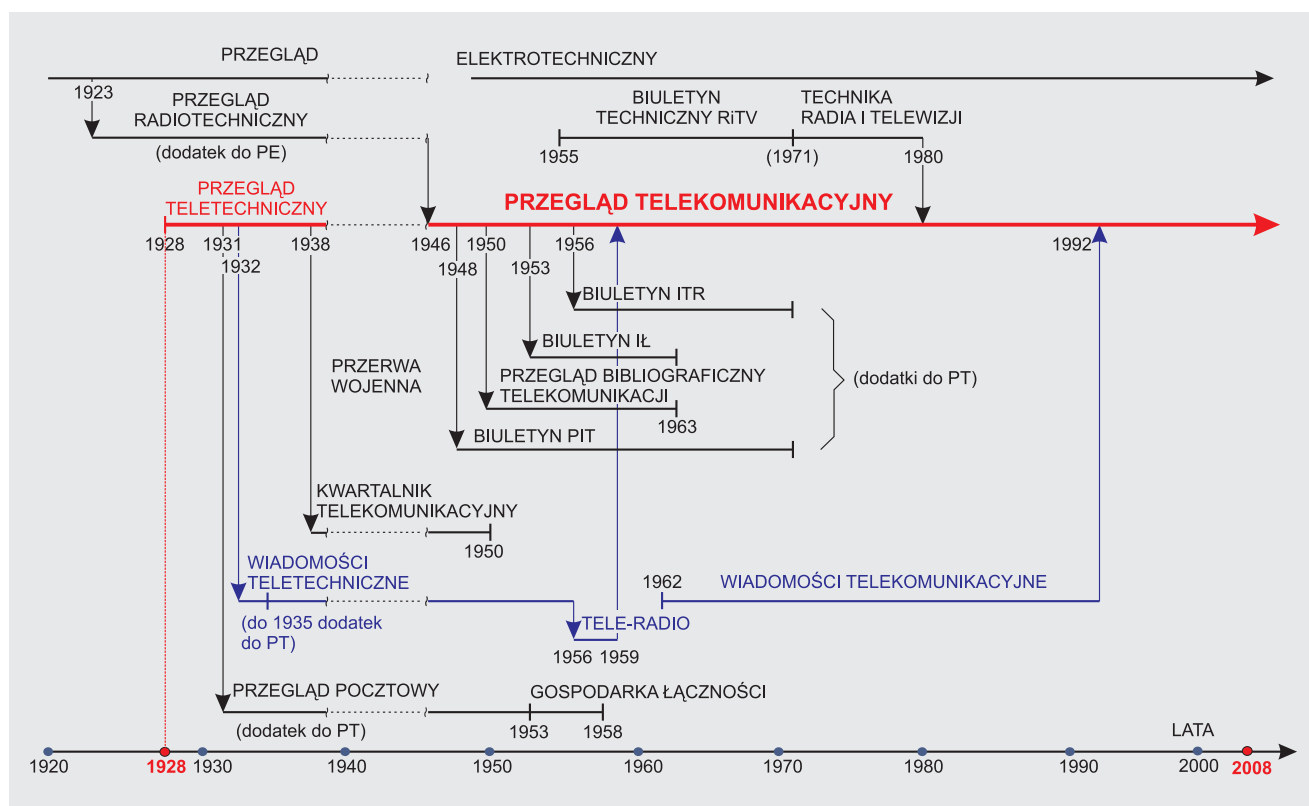 PRZEGLĄD
ELEKTROTECHNICZNY
1923
PRZEGLĄD
RADIOTECHNICZNY
(dodatek do PE)
BIULETYN
TECHNICZNY RiTV
TECHNIKA
RADIA I TELEWIZJI
1955
(1971)
1980
PRZEGLĄD
TELETECHNICZNY
PRZEGLĄD TELEKOMUNIKACYJNY
1928
1931
1938
1946
1950
1956
1992
1932
1948
1953
BIULETYN ITR
BIULETYN IŁ
PRZERWA
WOJENNA
PRZEGLĄD BIBLIOGRAFICZNY
TELEKOMUNIKACJI
(dodatki do PT)
1963
BIULETYN PIT
KWARTALNIK
TELEKOMUNIKACYJNY
1950
WIADOMOŚCI
TELETECHNICZNE
1962
WIADOMOŚCI TELEKOMUNIKACYJNE
(do 1935 dodatek
do PT)
TELE-RADIO
1956
1959
PRZEGLĄD POCZTOWY
GOSPODARKA ŁĄCZNOŚCI
(dodatek do PT)
1953
1958
LATA
1920
1928
1930
1940
1950
1960
1970
1980
1990
2000
2008